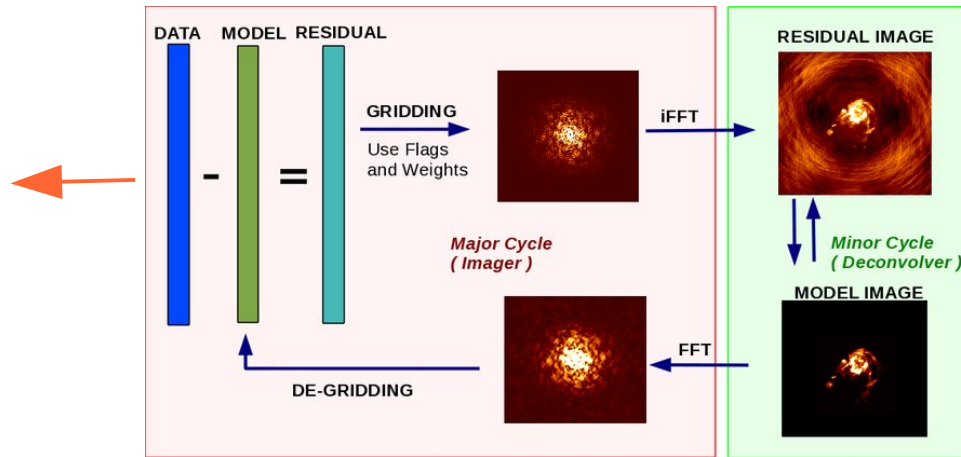 DATA
MODEL
RESIDUAL
-
=
GRIDDING
Use Flags
and Weights
iFFT
RESIDUAL IMAGE
Major Cycle
( Imager )
Minor Cycle
( Deconvolver )
MODEL IMAGE
FFT
DE-GRIDDING